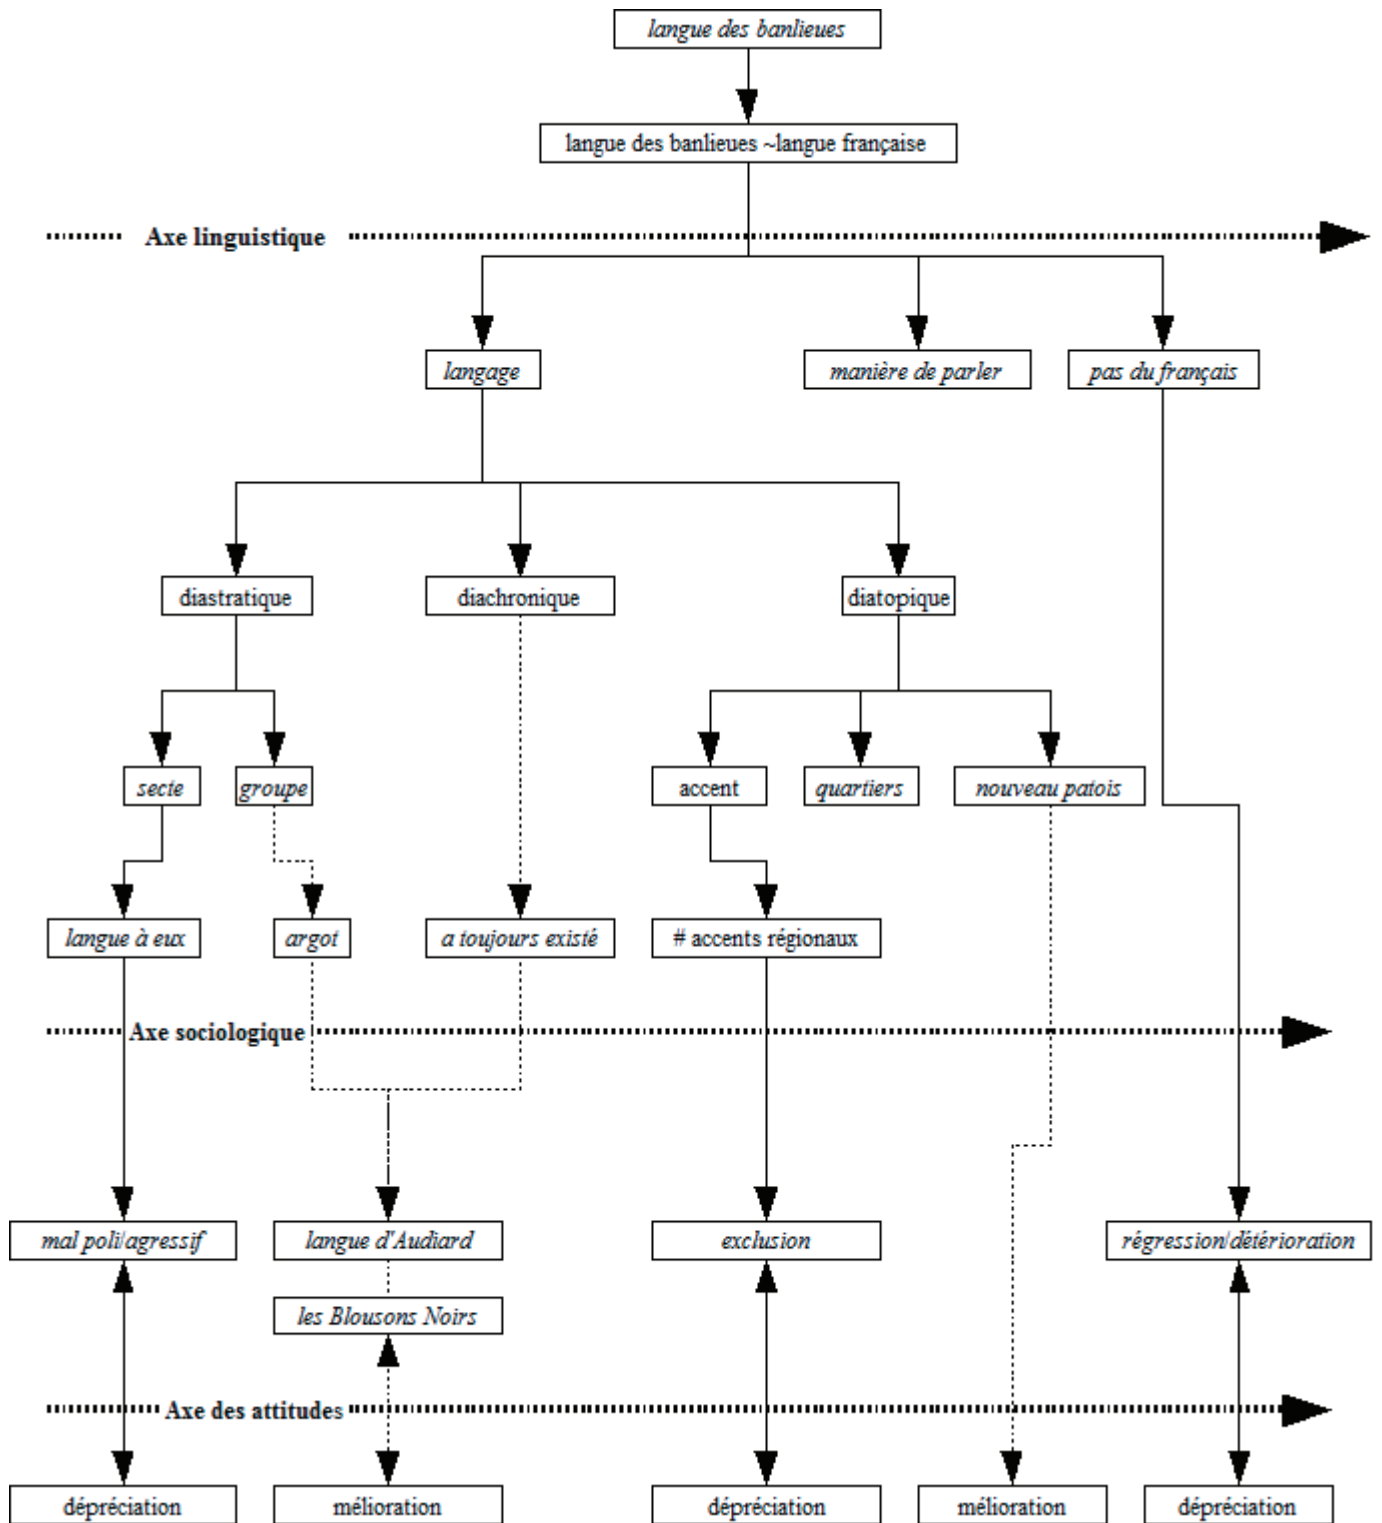 langue des banlieues
langue des banlieues ~langue française
Axe linguistique
langage
manière de parler
pas du français
diastratique
diachronique
diatopique
secte
groupe
accent
quartiers
nouveau patois
langue à eux
argot
a toujours existé
# accents régionaux
Axe sociologique
mal poli/agressif
langue d'Audiard
exclusion
régression/détérioration
les Blousons Noirs
Axe des attitudes
dépréciation
mélioration
dépréciation
mélioration
dépréciation